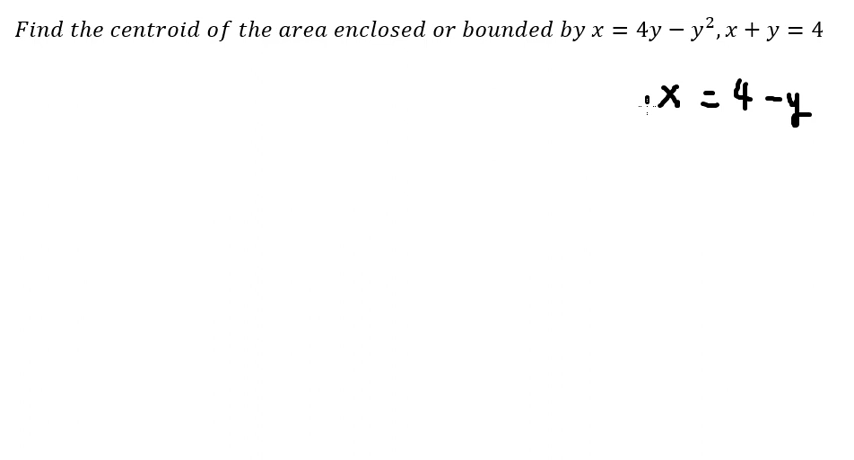 Find the centroid of the area enclosed or bounded by x = 4y − y², x + y = 4
x = 4 - y